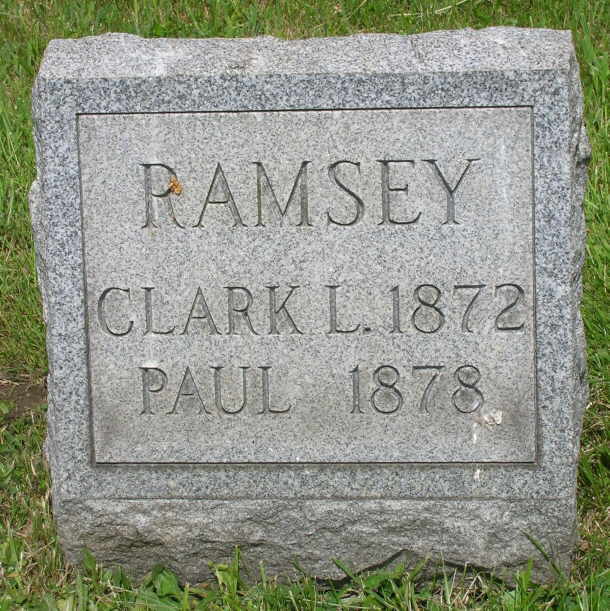 RAMSEY
CLARK L. 1872
PAUL 1878